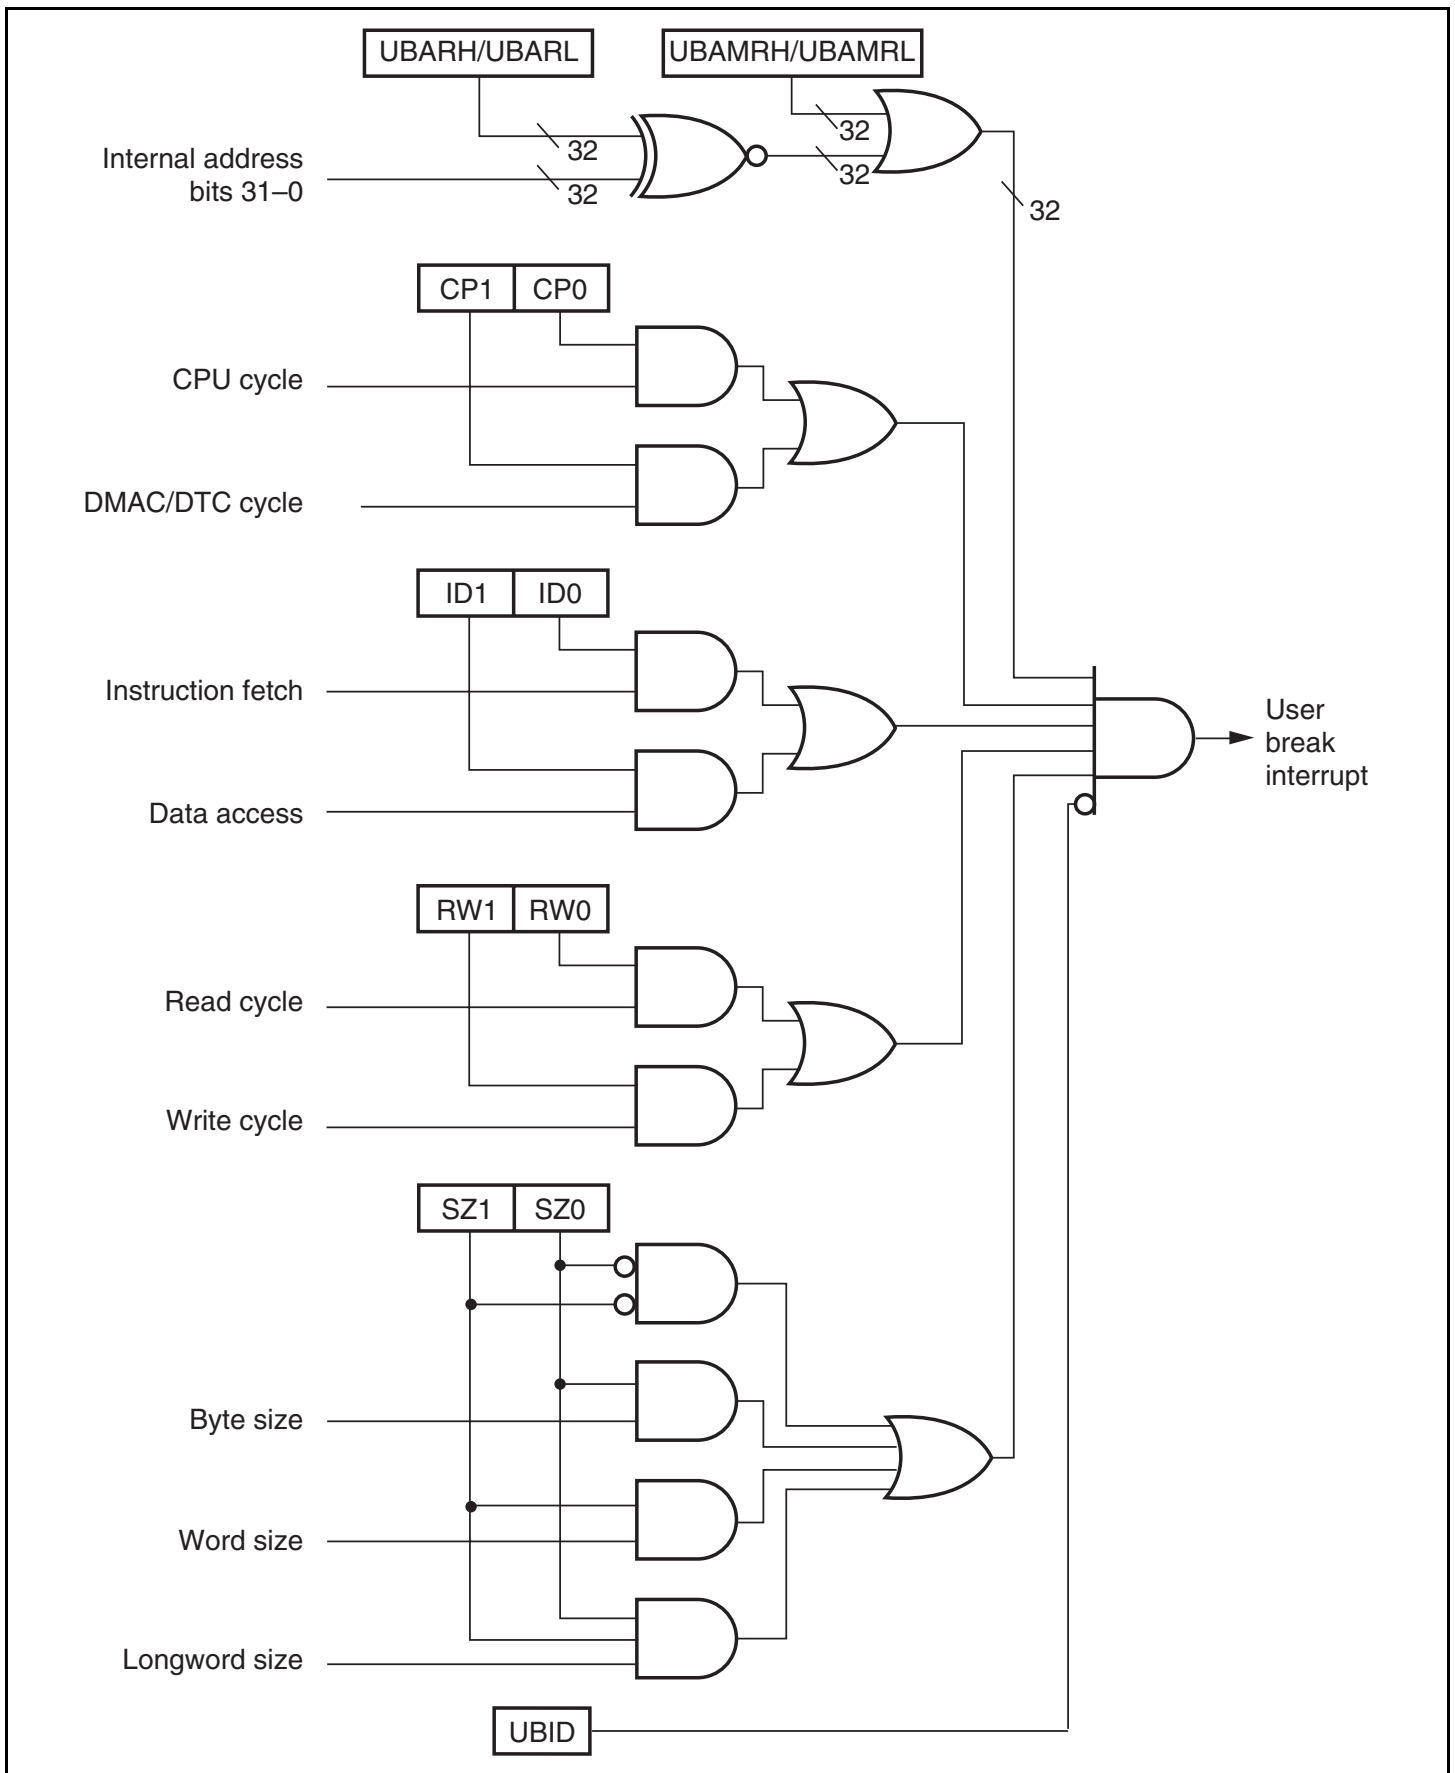 UBARH/UBARL
UBAMRH/UBAMRL
32
32
32
32
32
Internal address
bits 31–0
CP1 CP0
CPU cycle
DMAC/DTC cycle
ID1 ID0
Instruction fetch
Data access
User
break
interrupt
RW1 RW0
Read cycle
Write cycle
SZ1 SZ0
Byte size
Word size
Longword size
UBID